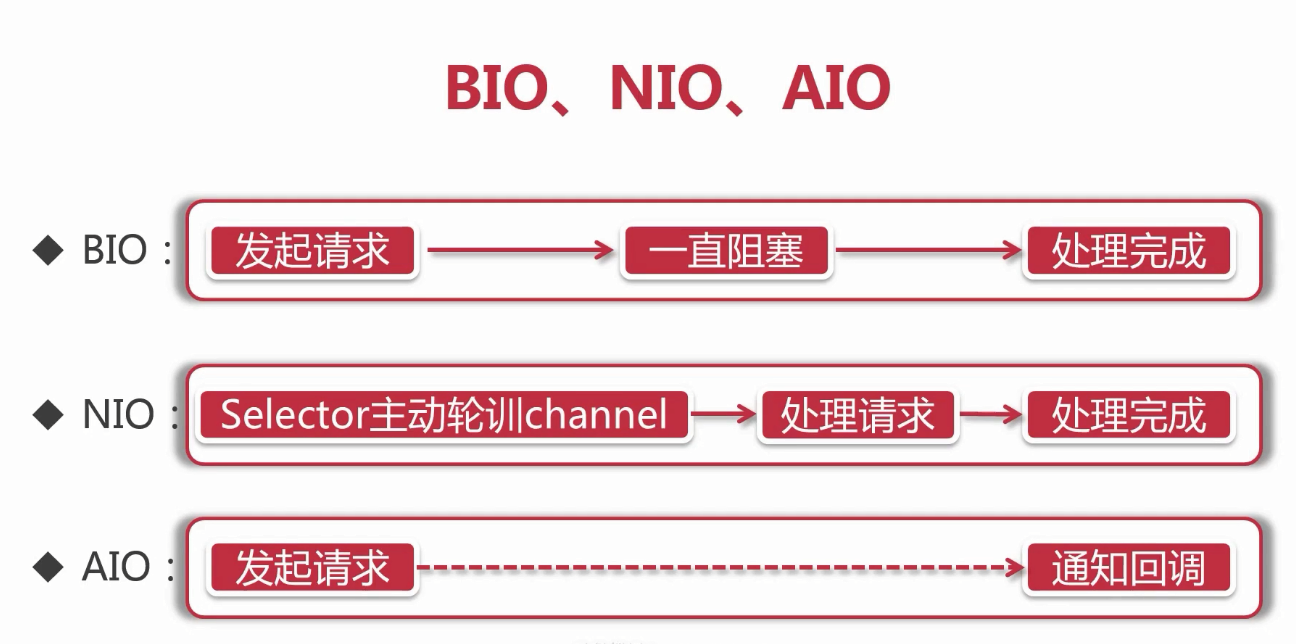 BIO、NIO、AIO
BIO： 发起请求 一直阻塞 处理完成
NIO： Selector主动轮训channel 处理请求 处理完成
AIO： 发起请求 通知回调